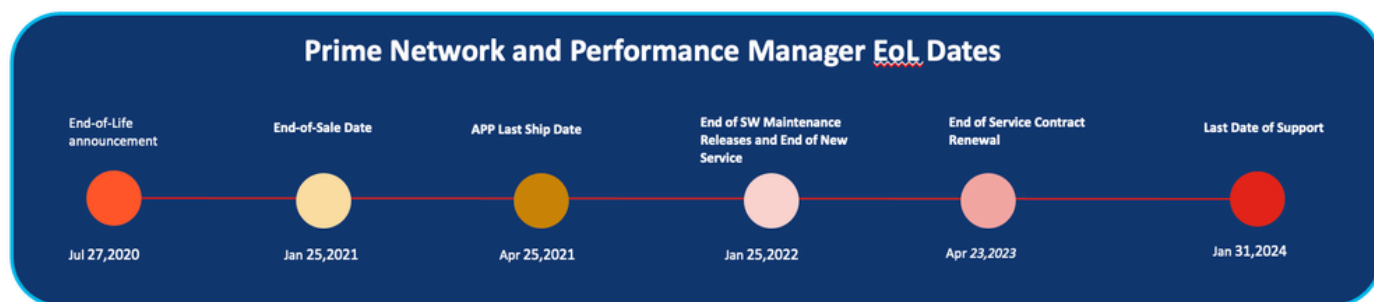 Prime Network and Performance Manager EoL Dates
End-of-Life
announcement
End-of-Sale Date
APP Last Ship Date
End of SW Maintenance
Releases and End of New
Service
End of Service Contract
Renewal
Last Date of Support
Jul 27,2020
Jan 25,2021
Apr 25,2021
Jan 25,2022
Apr 23,2023
Jan 31,2024